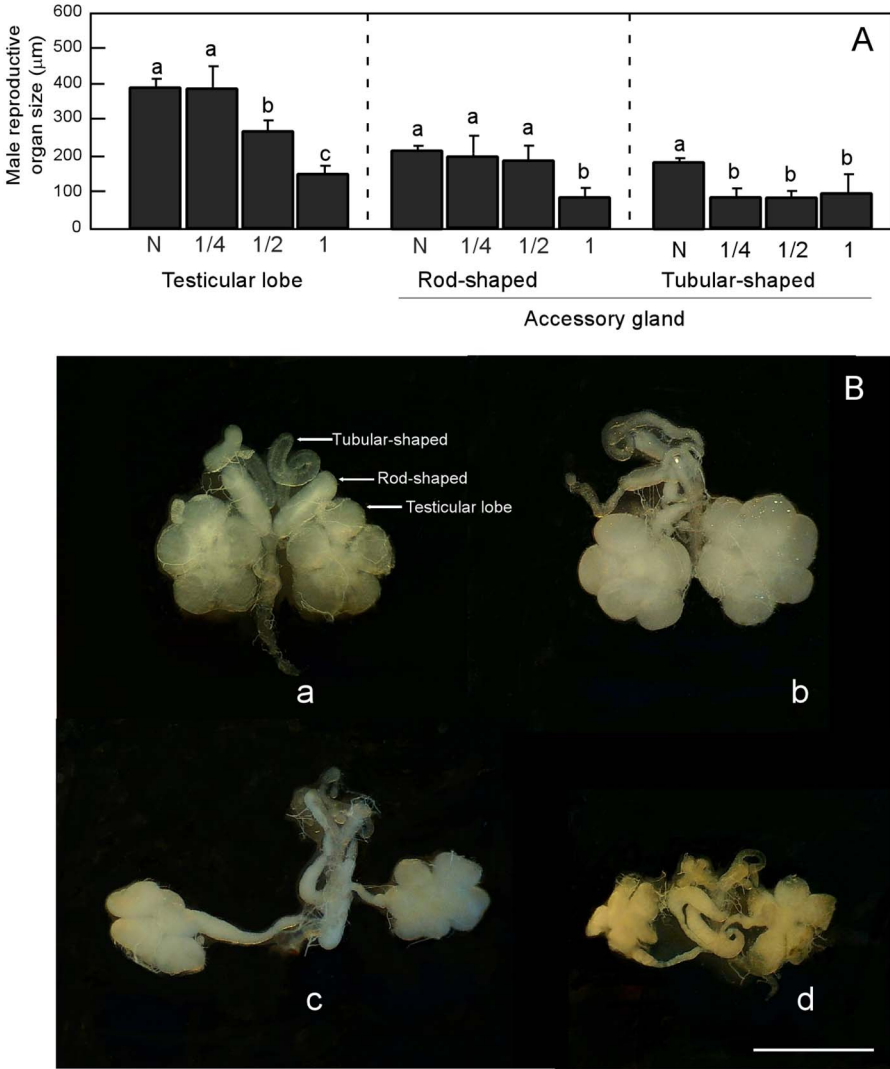 A
Male reproductive
organ size (µm)
600
500
400
300
200
100
0
a a b c
a a a b
a b b b
N 1/4 1/2 1 N 1/4 1/2 1 N 1/4 1/2 1
Testicular lobe Rod-shaped Tubular-shaped
Accessory gland
B
Tubular-shaped
Rod-shaped
Testicular lobe
a b
c d